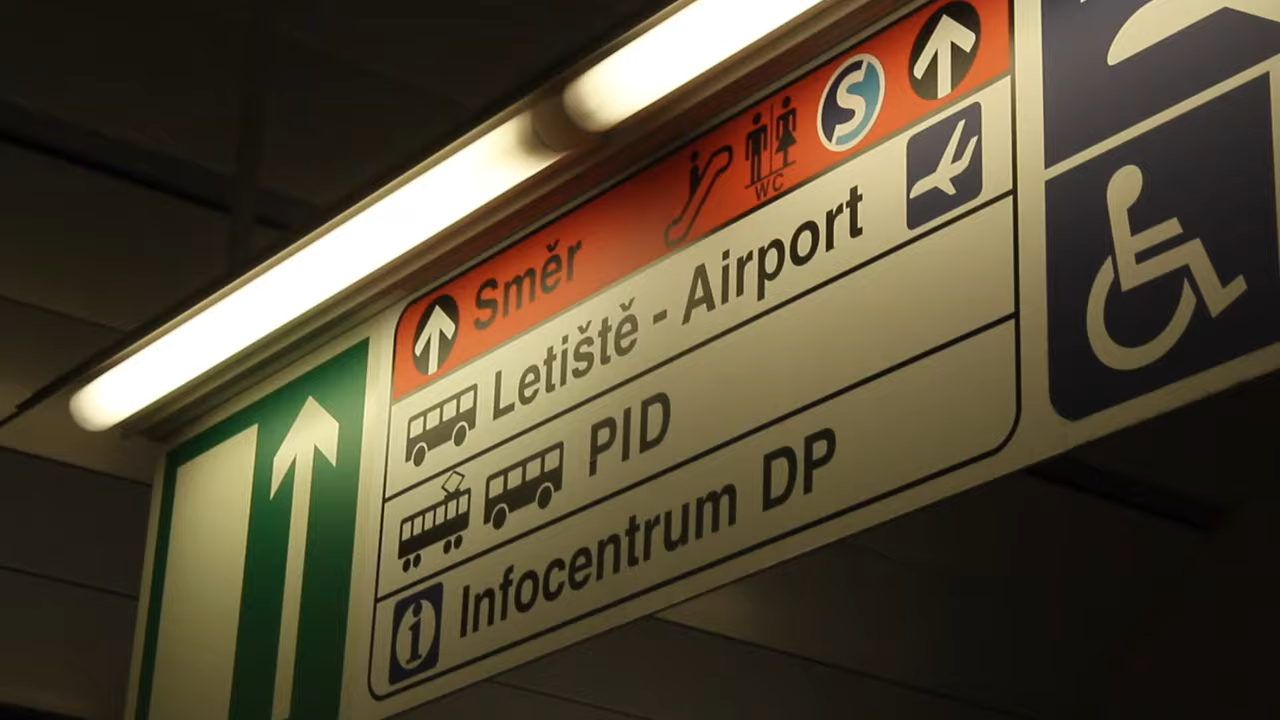 Směr
WC
S
Letiště - Airport
PID
i Infocentrum DP